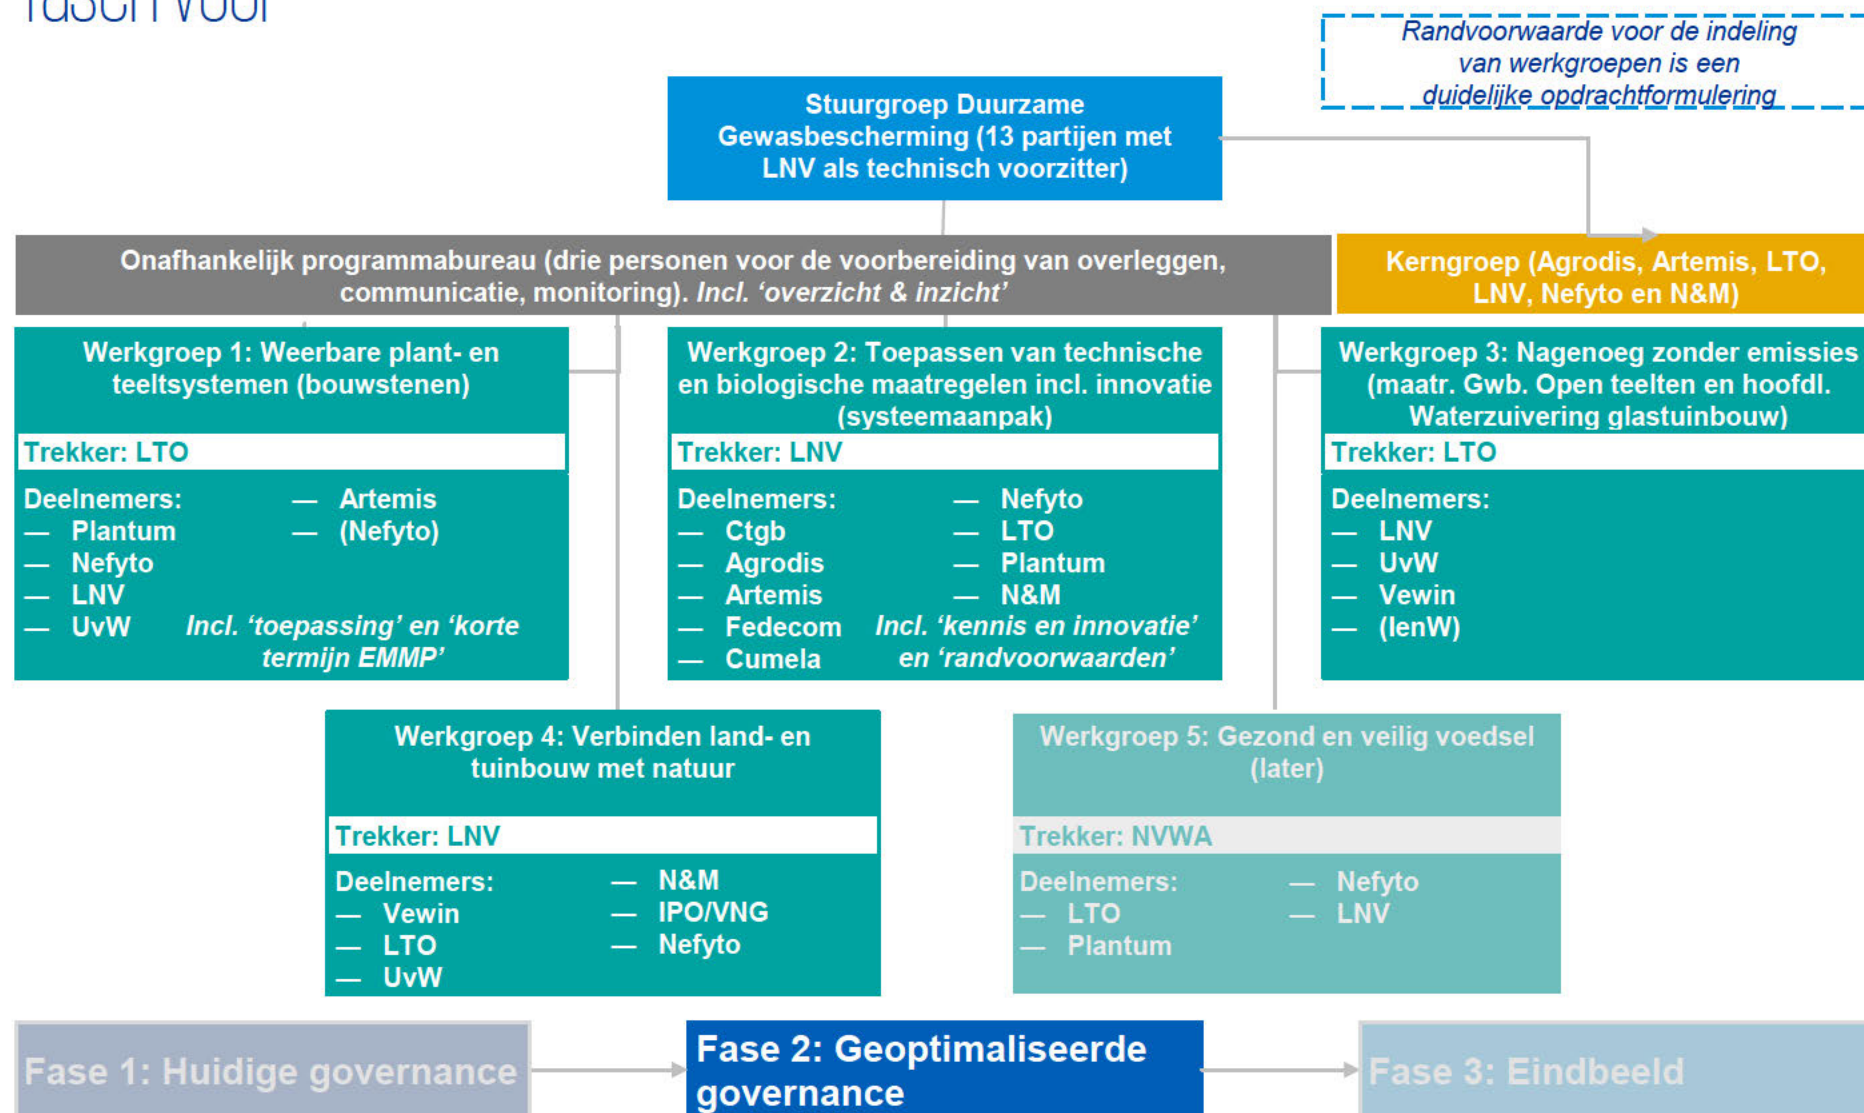 Randvoorwaarde voor de indeling
van werkgroepen is een
duidelijke opdrachtformulering
Stuurgroep Duurzame
Gewasbescherming (13 partijen met
LNV als technisch voorzitter)
Onafhankelijk programmabureau (drie personen voor de voorbereiding van overleggen,
communicatie, monitoring). Incl. ‘overzicht & inzicht’
Kerngroep (Agrodis, Artemis, LTO,
LNV, Nefyto en N&M)
Werkgroep 1: Weerbare plant- en
teeltsystemen (bouwstenen)
Trekker: LTO
Deelnemers:
— Plantum
— Nefyto
— LNV
— UvW
— Artemis
— (Nefyto)
Incl. ‘toepassing’ en ‘korte
termijn EMMP’
Werkgroep 2: Toepassen van technische
en biologische maatregelen incl. innovatie
(systeemaanpak)
Trekker: LNV
Deelnemers:
— Ctgb
— Agrodis
— Artemis
— Fedecom
— Cumela
— Nefyto
— LTO
— Plantum
— N&M
Incl. ‘kennis en innovatie’
en ‘randvoorwaarden’
Werkgroep 3: Nagenoeg zonder emissies
(maatr. Gwb. Open teelten en hoofdl.
Waterzuivering glastuinbouw)
Trekker: LTO
Deelnemers:
— LNV
— UvW
— Vewin
— (IenW)
Werkgroep 4: Verbinden land- en
tuinbouw met natuur
Trekker: LNV
Deelnemers:
— Vewin
— LTO
— UvW
— N&M
— IPO/VNG
— Nefyto
Werkgroep 5: Gezond en veilig voedsel
(later)
Trekker: NVWA
Deelnemers:
— LTO
— Plantum
— Nefyto
— LNV
Fase 1: Huidige governance
Fase 2: Geoptimaliseerde
governance
Fase 3: Eindbeeld